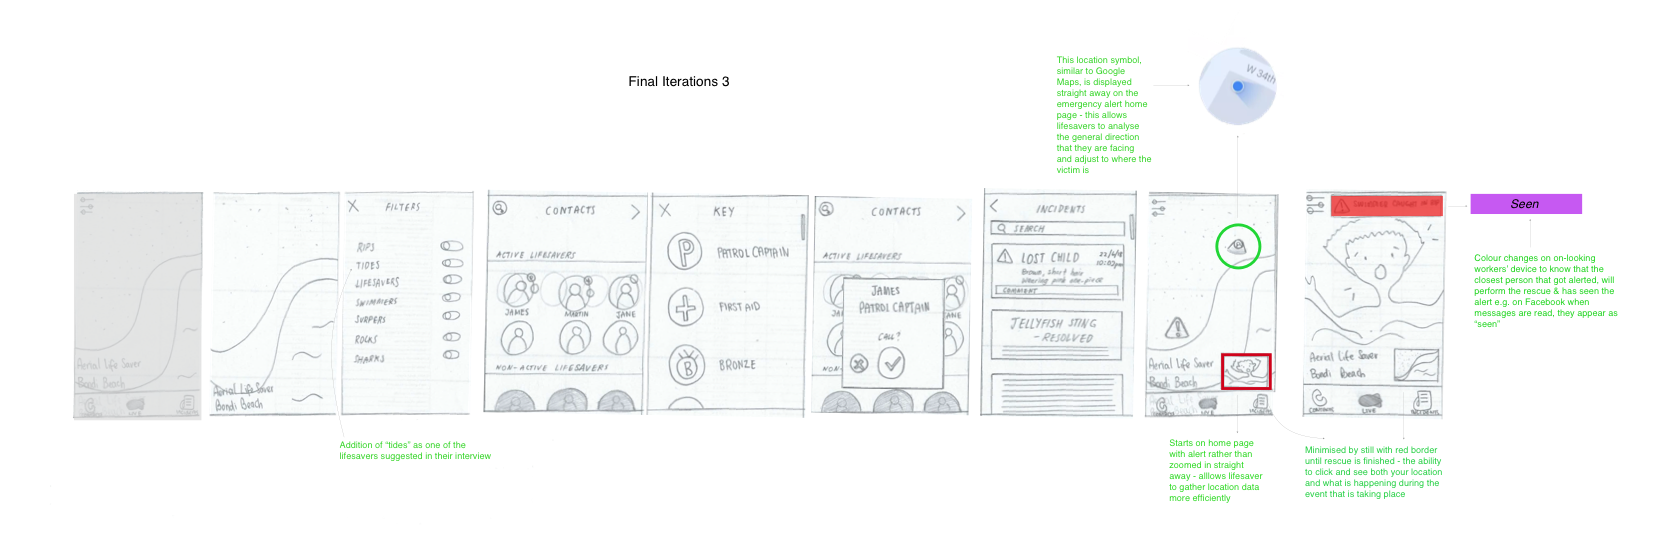 Final Iterations 3
This location symbol,
similar to Google
Maps, is displayed
straight away on the
emergency alert home
page - this allows
lifesavers to analyse
the general direction
that they are facing
and adjust to where the
victim is
W 34th
Aerial Life Saver
Bondi Beach
Aerial Life Saver
Bondi Beach
X FILTERS
RIPS
TIDES
LIFESAVERS
SWIMMERS
SURFERS
ROCKS
SHARKS
Addition of "tides" as one of the
lifesavers suggested in their interview
CONTACTS
ACTIVE LIFESAVERS
JAMES MARTIN JANE
NON-ACTIVE LIFESAVERS
X KEY
P PATROL CAPTAIN
FIRST AID
B BRONZE
CONTACTS
ACTIVE LIFESAVERS
JAMES
PATROL CAPTAIN
CALL?
NON-
INCIDENTS
SEARCH
LOST CHILD 22/4/18
10:02pm
Brown, short hair
Wearing pink one-piece
COMMENT
JELLYFISH STING
- RESOLVED
Aerial Life Saver
Bondi Beach
LIVE
Starts on home page
with alert rather than
zoomed in straight
away - alllows lifesaver
to gather location data
more efficiently
Aerial Life Saver
Bondi Beach
CONTACTS LIVE INCIDENTS
Minimised by still with red border
until rescue is finished - the ability
to click and see both your location
and what is happening during the
event that is taking place
Seen
Colour changes on on-looking
workers' device to know that the
closest person that got alerted, will
perform the rescue & has seen the
alert e.g. on Facebook when
messages are read, they appear as
"seen"